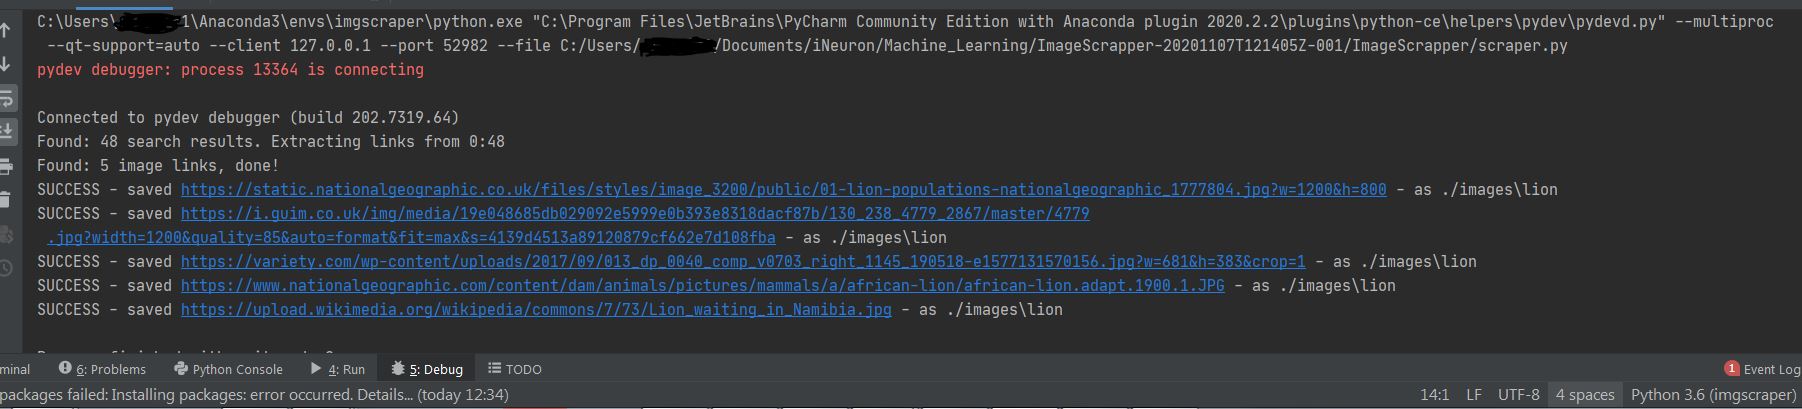 C:\Users\ 1\Anaconda3\envs\imgscraper\python.exe "C:\Program Files\JetBrains\PyCharm Community Edition with Anaconda plugin 2020.2.2\plugins\python-ce\helpers\pydev\pydevd.py" --multiproc
--qt-support=auto --client 127.0.0.1 --port 52982 --file C:/Users/ /Documents/iNeuron/Machine_Learning/ImageScrapper-20201107T121405Z-001/ImageScrapper/scraper.py
pydev debugger: process 13364 is connecting
Connected to pydev debugger (build 202.7319.64)
Found: 48 search results. Extracting links from 0:48
Found: 5 image links, done!
SUCCESS - saved https://static.nationalgeographic.co.uk/files/styles/image_3200/public/01-lion-populations-nationalgeographic_1777804.jpg?w=1200&h=800 - as ./images\lion
SUCCESS - saved https://i.guim.co.uk/img/media/19e048685db029092e5999e0b393e8318dacf87b/130_238_4779_2867/master/4779
.jpg?width=1200&quality=85&auto=format&fit=max&s=4139d4513a89120879cf662e7d108fba - as ./images\lion
SUCCESS - saved https://variety.com/wp-content/uploads/2017/09/013_dp_0040_comp_v0703_right_1145_190518-e1577131570156.jpg?w=681&h=383&crop=1 - as ./images\lion
SUCCESS - saved https://www.nationalgeographic.com/content/dam/animals/pictures/mammals/a/african-lion/african-lion.adapt.1900.1.JPG - as ./images\lion
SUCCESS - saved https://upload.wikimedia.org/wikipedia/commons/7/73/Lion_waiting_in_Namibia.jpg - as ./images\lion
minal 6: Problems Python Console 4: Run 5: Debug TODO 1 Event Log
packages failed: Installing packages: error occurred. Details... (today 12:34) 14:1 LF UTF-8 4 spaces Python 3.6 (imgscraper)